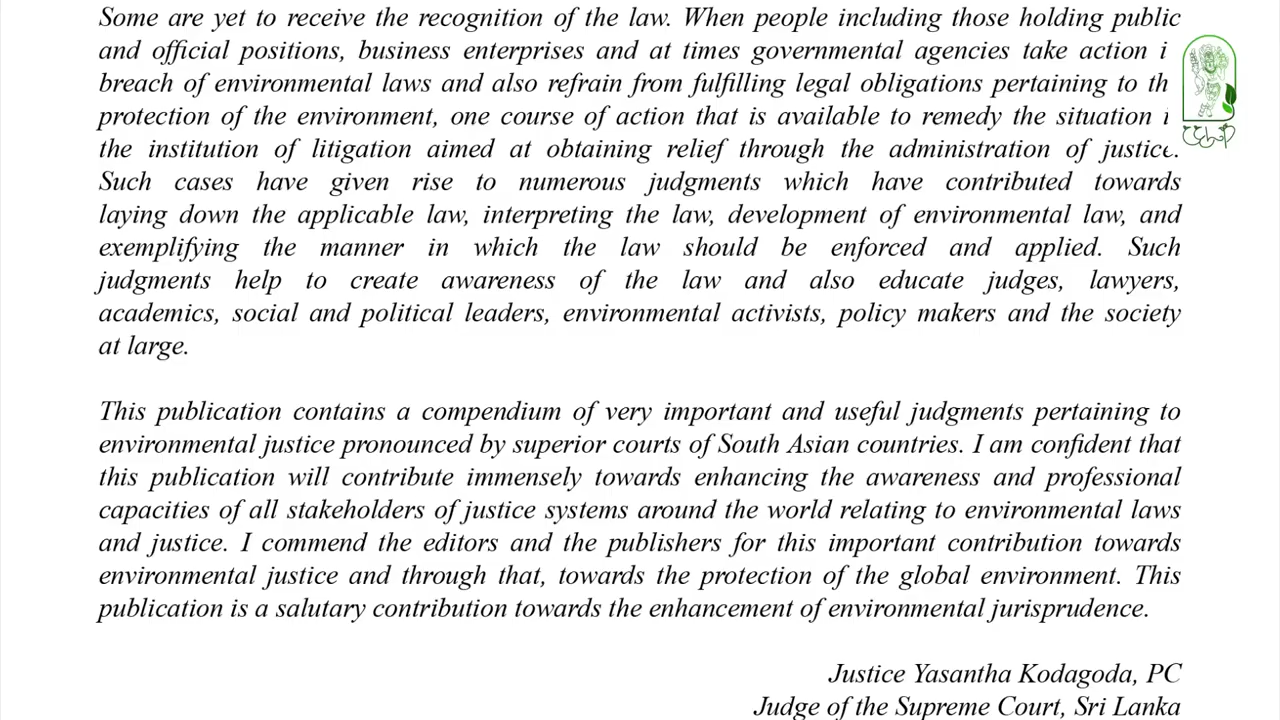 Some are yet to receive the recognition of the law. When people including those holding public
and official positions, business enterprises and at times governmental agencies take action i
breach of environmental laws and also refrain from fulfilling legal obligations pertaining to th
protection of the environment, one course of action that is available to remedy the situation i
the institution of litigation aimed at obtaining relief through the administration of justice.
Such cases have given rise to numerous judgments which have contributed towards
laying down the applicable law, interpreting the law, development of environmental law, and
exemplifying the manner in which the law should be enforced and applied. Such
judgments help to create awareness of the law and also educate judges, lawyers,
academics, social and political leaders, environmental activists, policy makers and the society
at large.
This publication contains a compendium of very important and useful judgments pertaining to
environmental justice pronounced by superior courts of South Asian countries. I am confident that
this publication will contribute immensely towards enhancing the awareness and professional
capacities of all stakeholders of justice systems around the world relating to environmental laws
and justice. I commend the editors and the publishers for this important contribution towards
environmental justice and through that, towards the protection of the global environment. This
publication is a salutary contribution towards the enhancement of environmental jurisprudence.
Justice Yasantha Kodagoda, PC
Judge of the Supreme Court, Sri Lanka